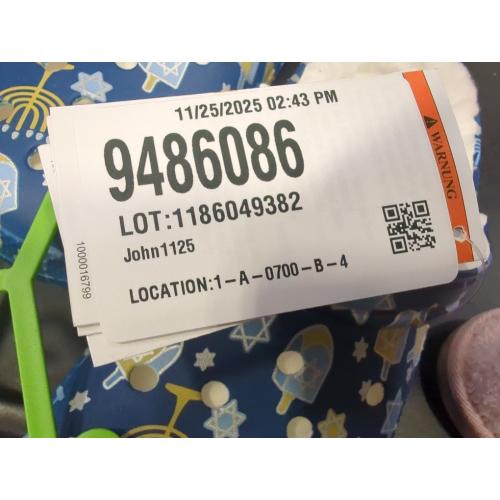 11/25/2025 02:43 PM
9486086
LOT:1186049382
John1125
LOCATION:1-A-0700-B-4
1000016799
WARNUNG